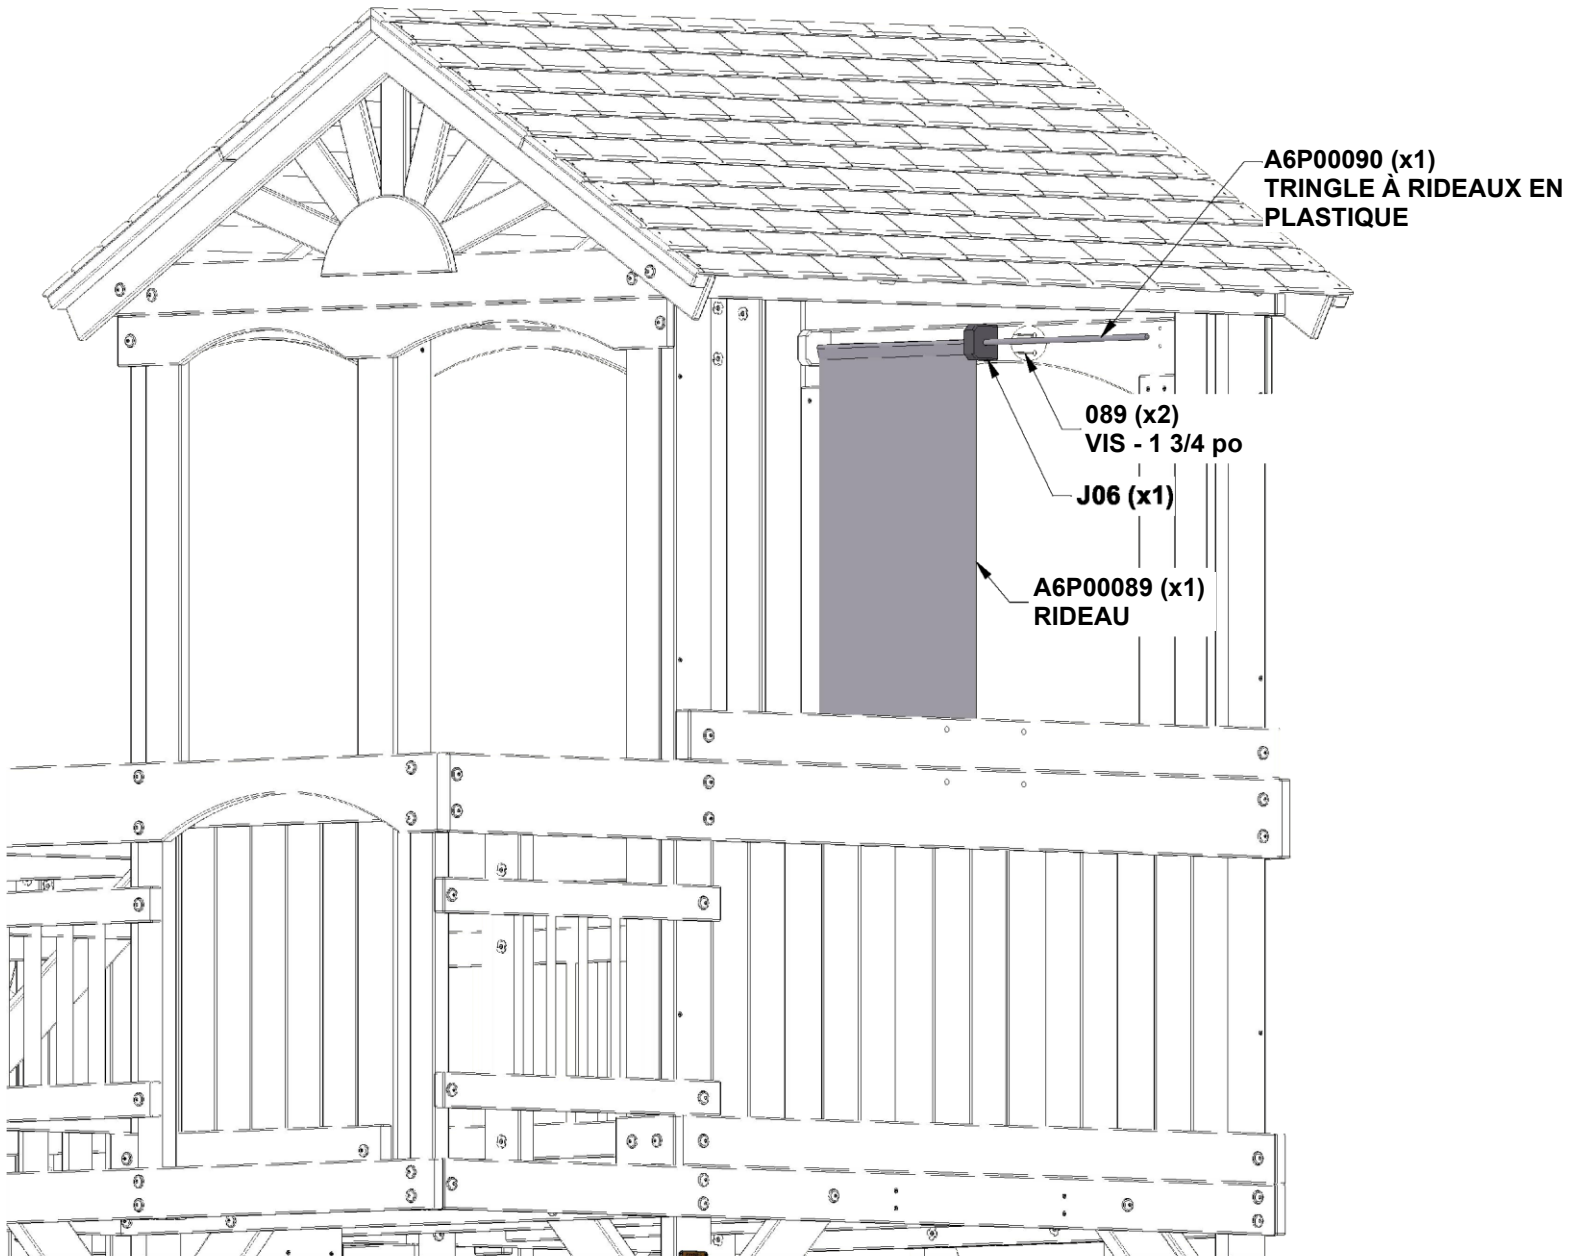 A6P00090 (x1)
TRINGLE À RIDEAUX EN
PLASTIQUE
089 (x2)
VIS - 1 3/4 po
J06 (x1)
A6P00089 (x1)
RIDEAU